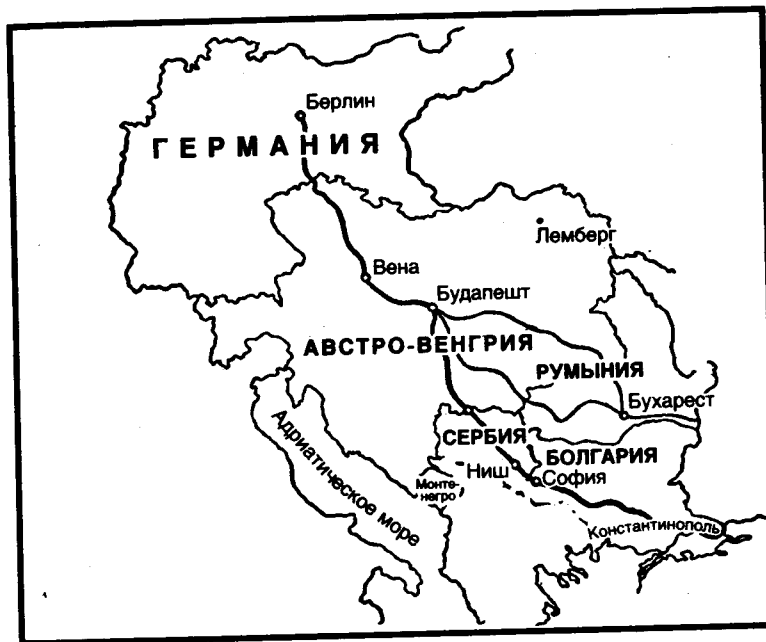 Берлин
ГЕРМАНИЯ
Лемберг
Вена
Будапешт
АВСТРО-ВЕНГРИЯ
РУМЫНИЯ
Бухарест
СЕРБИЯ
БОЛГАРИЯ
Ниш
София
Монте-
негро
Адриатическое море
Константинополь